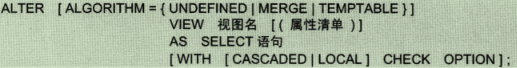 ALTER [ALGORITHM = { UNDEFINED | MERGE | TEMPTABLE } ]
VIEW 视图名 [( 属性清单 )]
AS SELECT 语句
[ WITH [ CASCADED | LOCAL ] CHECK OPTION ] ;